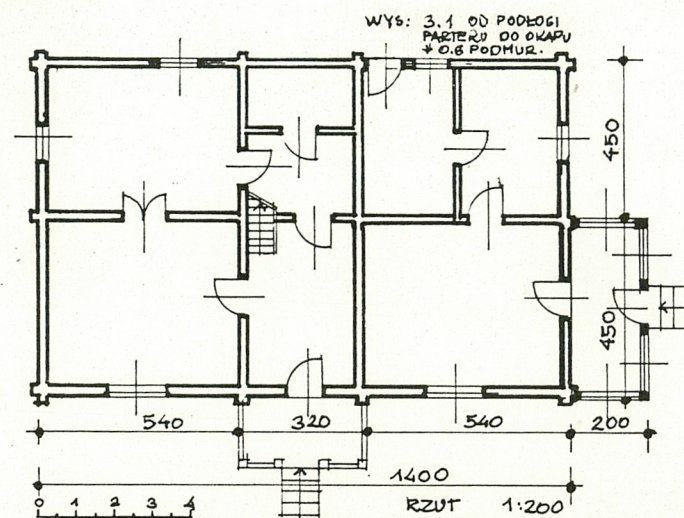 WYS: 3.1 OD PODŁOGI
PARTERU DO OKAPU
+ 0.8 PODMUR.
450
450
540 320 540 200
1400
0 1 2 3 4
RZUT 1:200